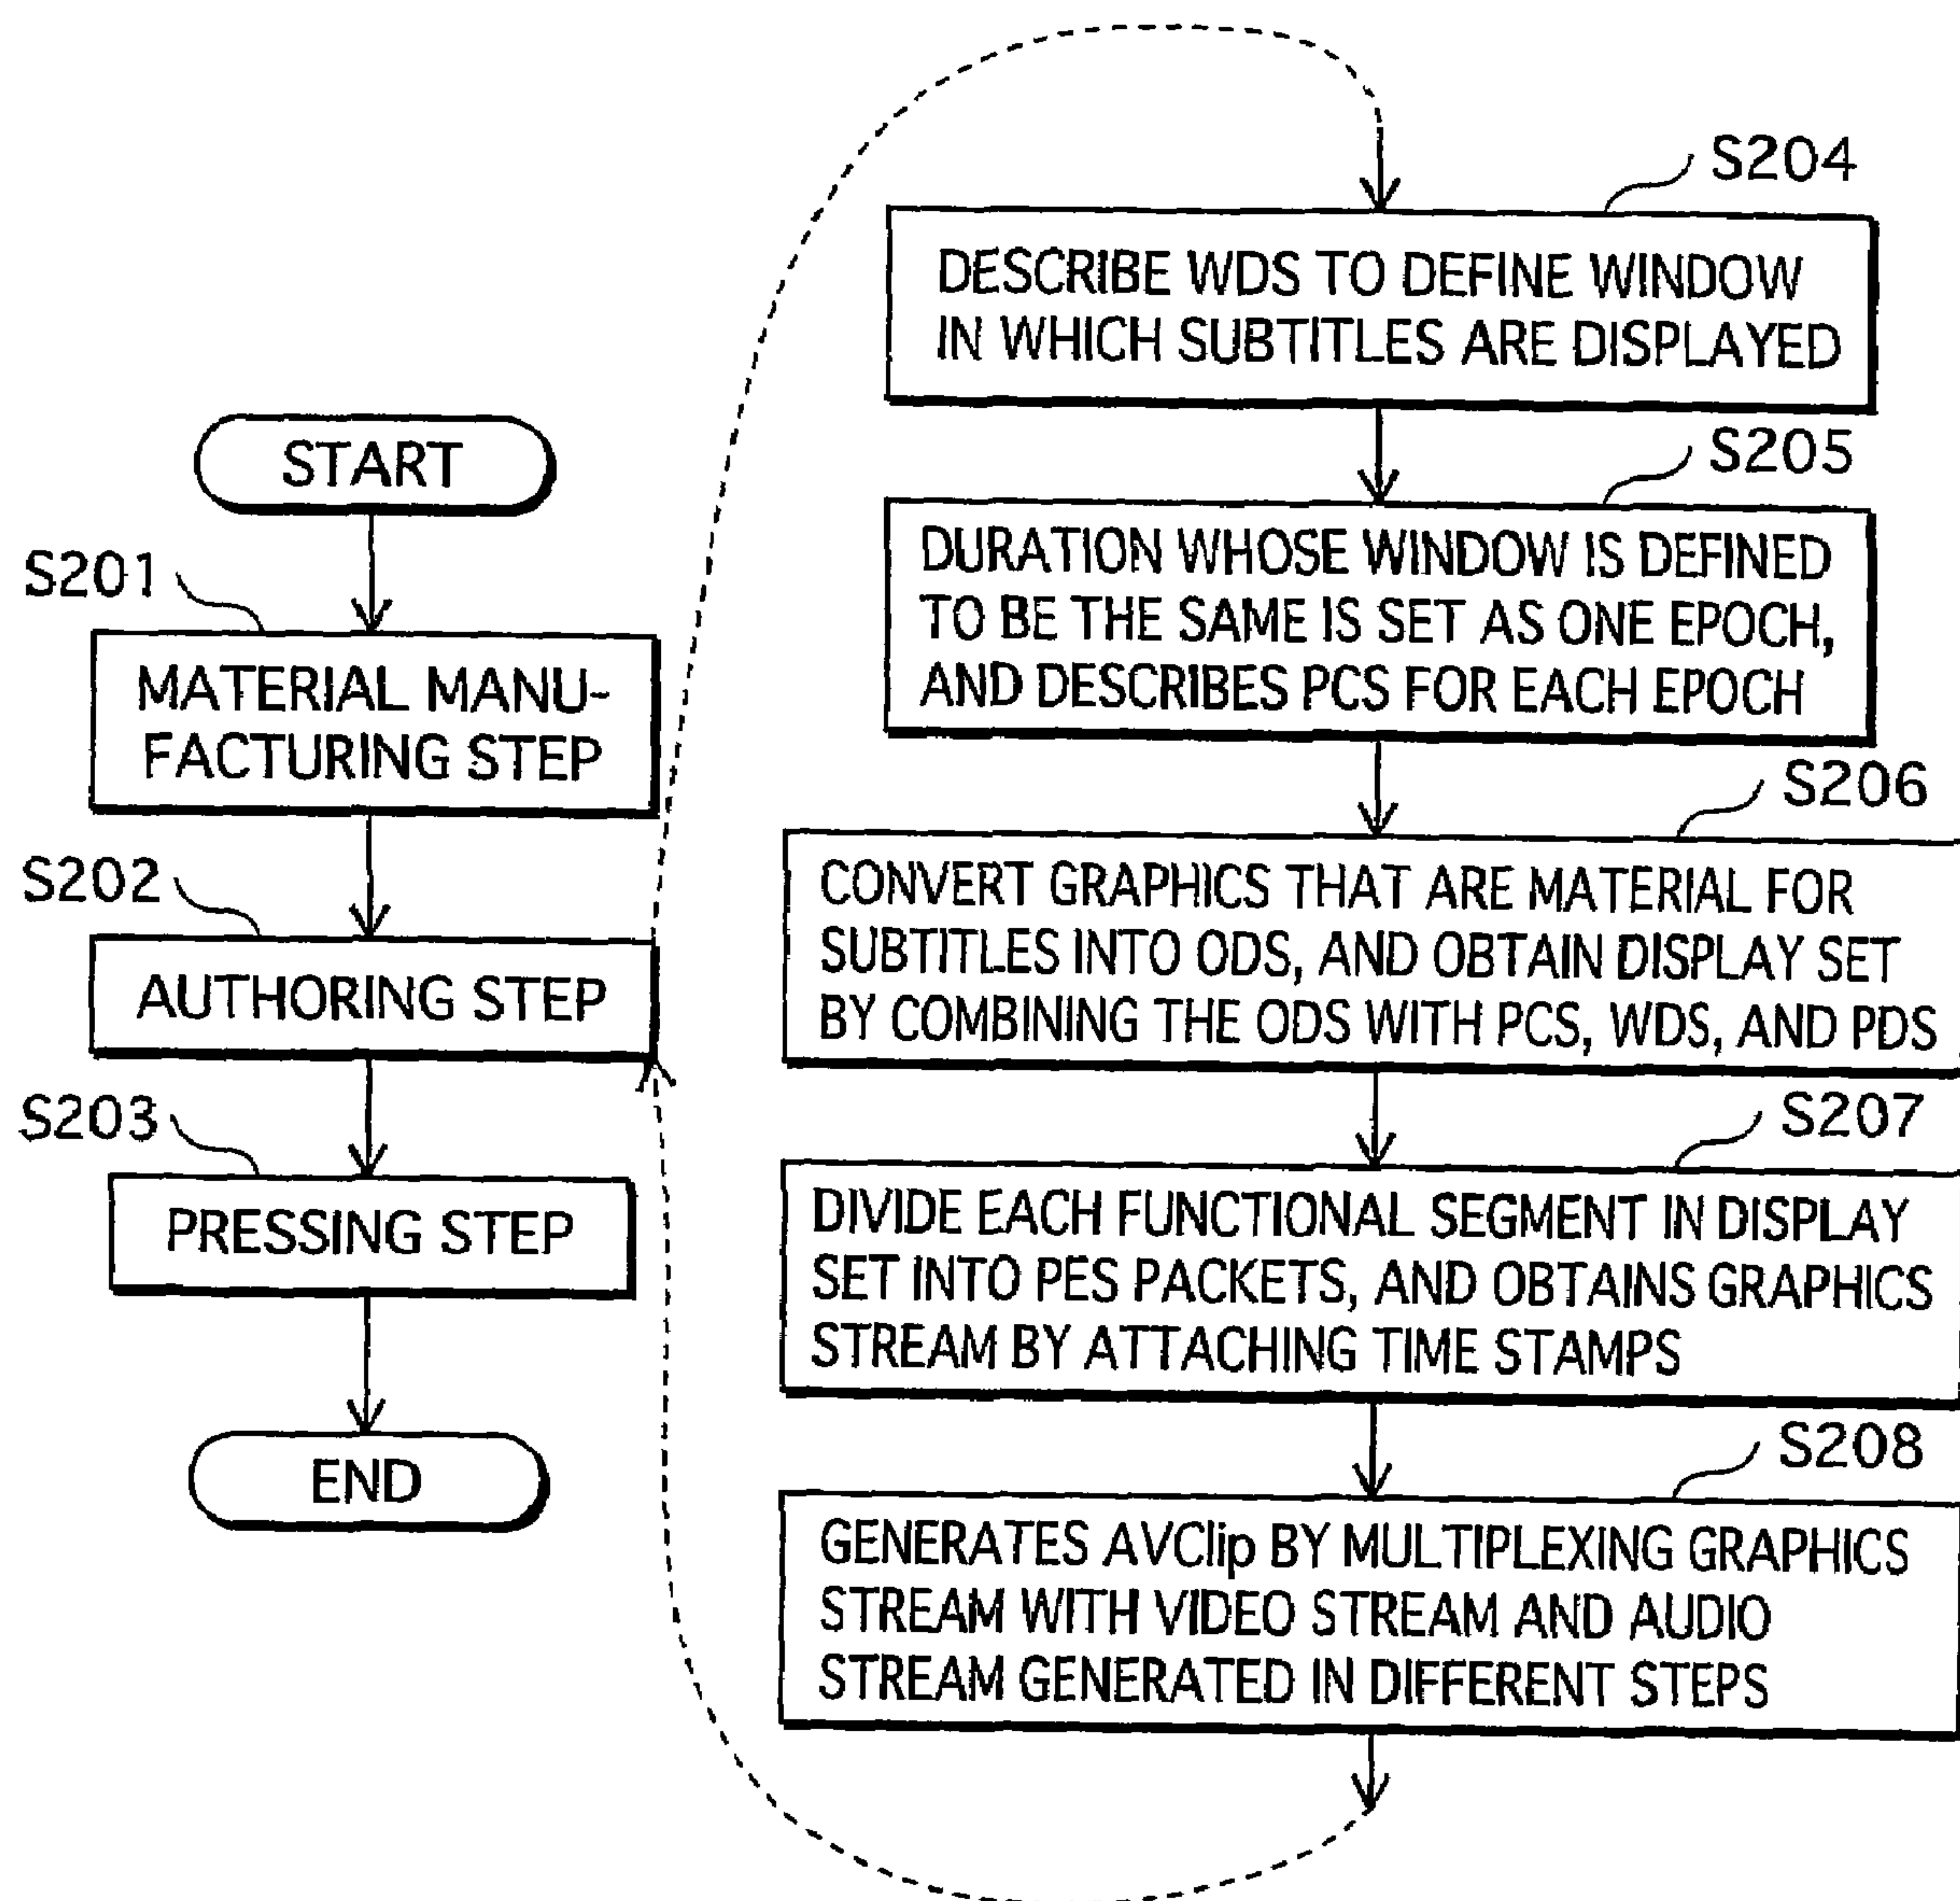 START
S201
MATERIAL MANU-
FACTURING STEP
S202
AUTHORING STEP
S203
PRESSING STEP
END
S204
DESCRIBE WDS TO DEFINE WINDOW
IN WHICH SUBTITLES ARE DISPLAYED
S205
DURATION WHOSE WINDOW IS DEFINED
TO BE THE SAME IS SET AS ONE EPOCH,
AND DESCRIBES PCS FOR EACH EPOCH
S206
CONVERT GRAPHICS THAT ARE MATERIAL FOR
SUBTITLES INTO ODS, AND OBTAIN DISPLAY SET
BY COMBINING THE ODS WITH PCS, WDS, AND PDS
S207
DIVIDE EACH FUNCTIONAL SEGMENT IN DISPLAY
SET INTO PES PACKETS, AND OBTAINS GRAPHICS
STREAM BY ATTACHING TIME STAMPS
S208
GENERATES AVClip BY MULTIPLEXING GRAPHICS
STREAM WITH VIDEO STREAM AND AUDIO
STREAM GENERATED IN DIFFERENT STEPS